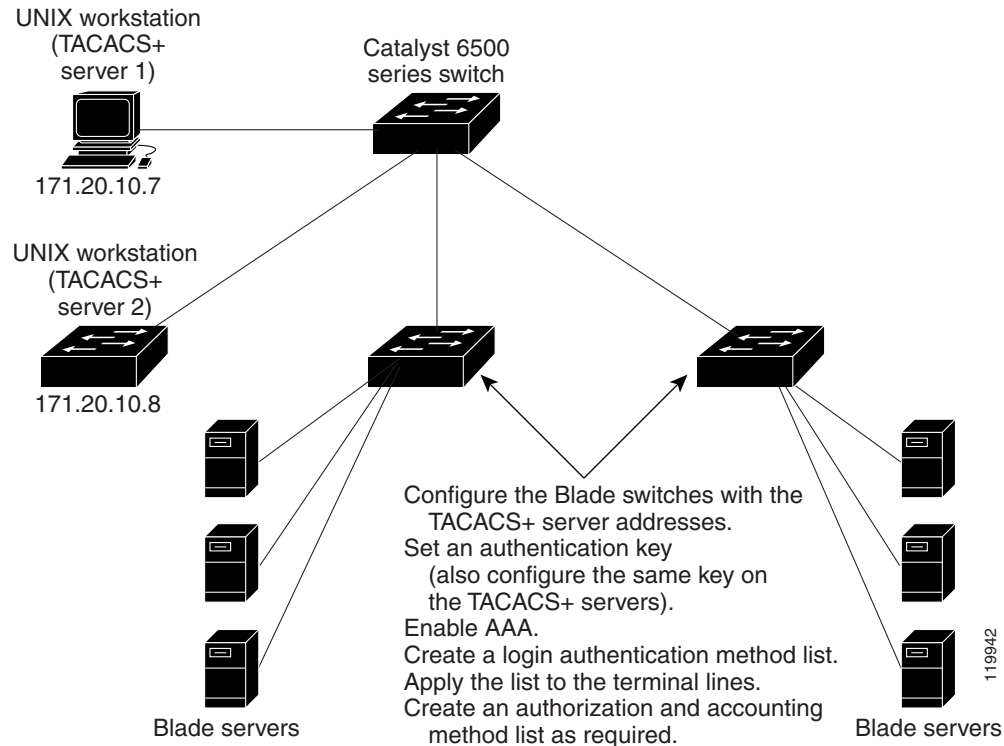 UNIX workstation
(TACACS+
server 1)
Catalyst 6500
series switch
171.20.10.7
UNIX workstation
(TACACS+
server 2)
171.20.10.8
Configure the Blade switches with the
TACACS+ server addresses.
Set an authentication key
(also configure the same key on
the TACACS+ servers).
Enable AAA.
Create a login authentication method list.
Apply the list to the terminal lines.
Create an authorization and accounting
method list as required.
Blade servers
Blade servers
119942